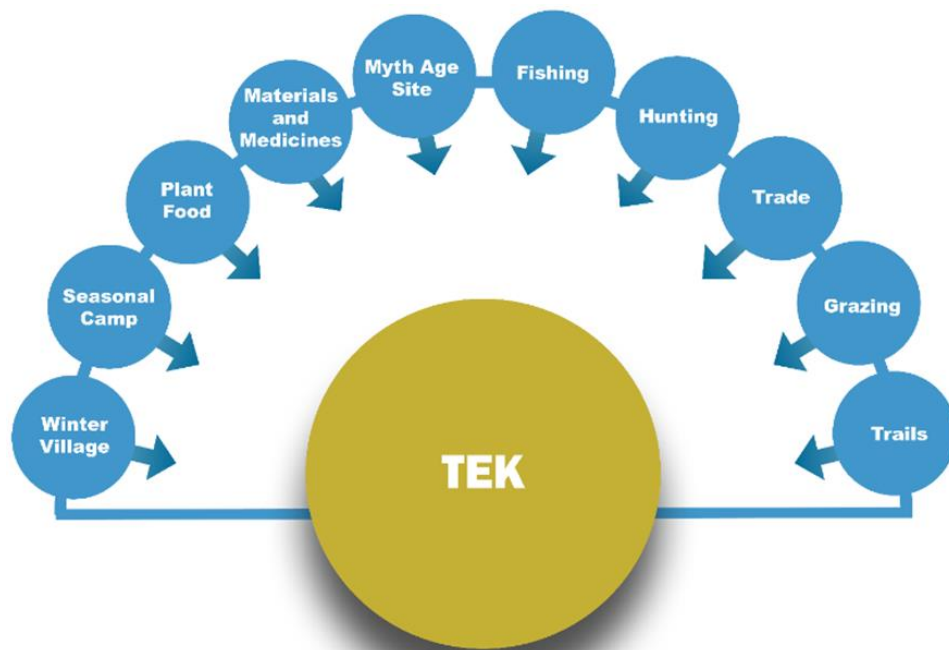 Myth Age
Site
Fishing
Materials
and
Medicines
Hunting
Plant
Food
Trade
Seasonal
Camp
Grazing
Winter
Village
Trails
TEK